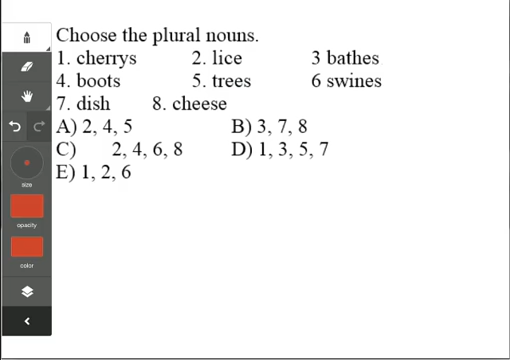 Choose the plural nouns.
1. cherrys 2. lice 3 bathes
4. boots 5. trees 6 swines
7. dish 8. cheese
A) 2, 4, 5 B) 3, 7, 8
C) 2, 4, 6, 8 D) 1, 3, 5, 7
E) 1, 2, 6
size
opacity
color